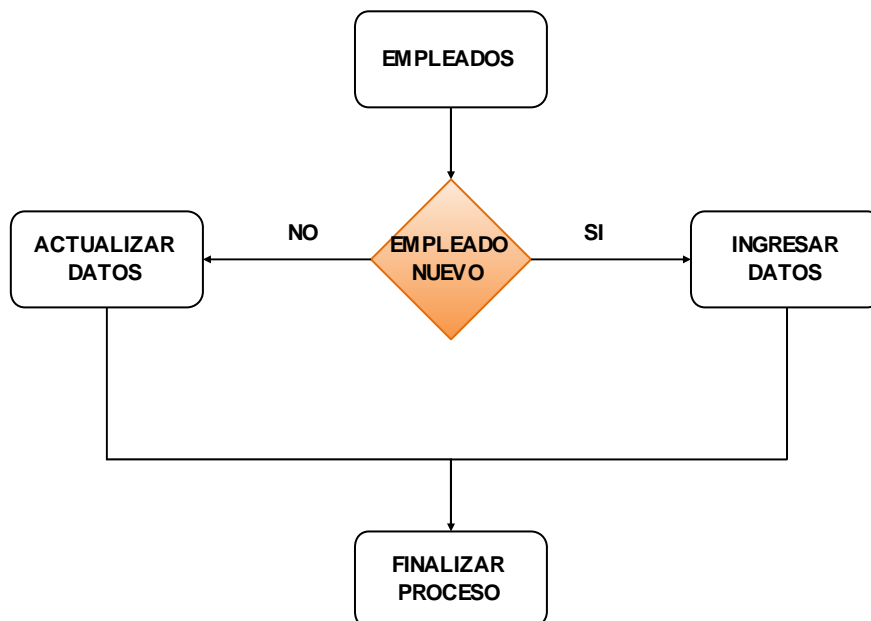 EMPLEADOS
NO
EMPLEADO
NUEVO
SI
ACTUALIZAR
DATOS
INGRESAR
DATOS
FINALIZAR
PROCESO